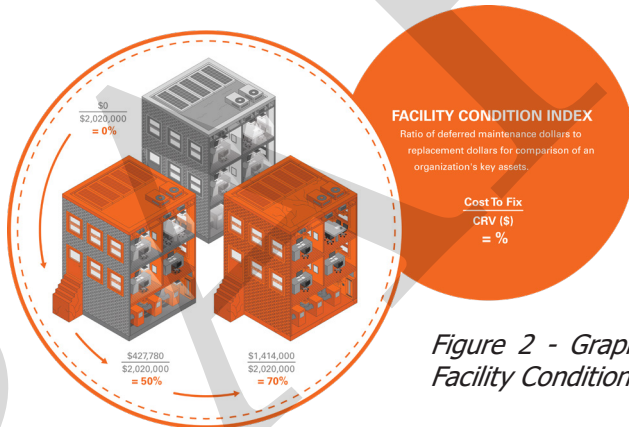 $0
$2,020,000
= 0%
FACILITY CONDITION INDEX
Ratio of deferred maintenance dollars to
replacement dollars for comparison of an
organization's key assets.
Cost To Fix
CRV ($)
= %
$427,780
$2,020,000
= 50%
$1,414,000
$2,020,000
= 70%
Figure 2 - Graph
Facility Condition